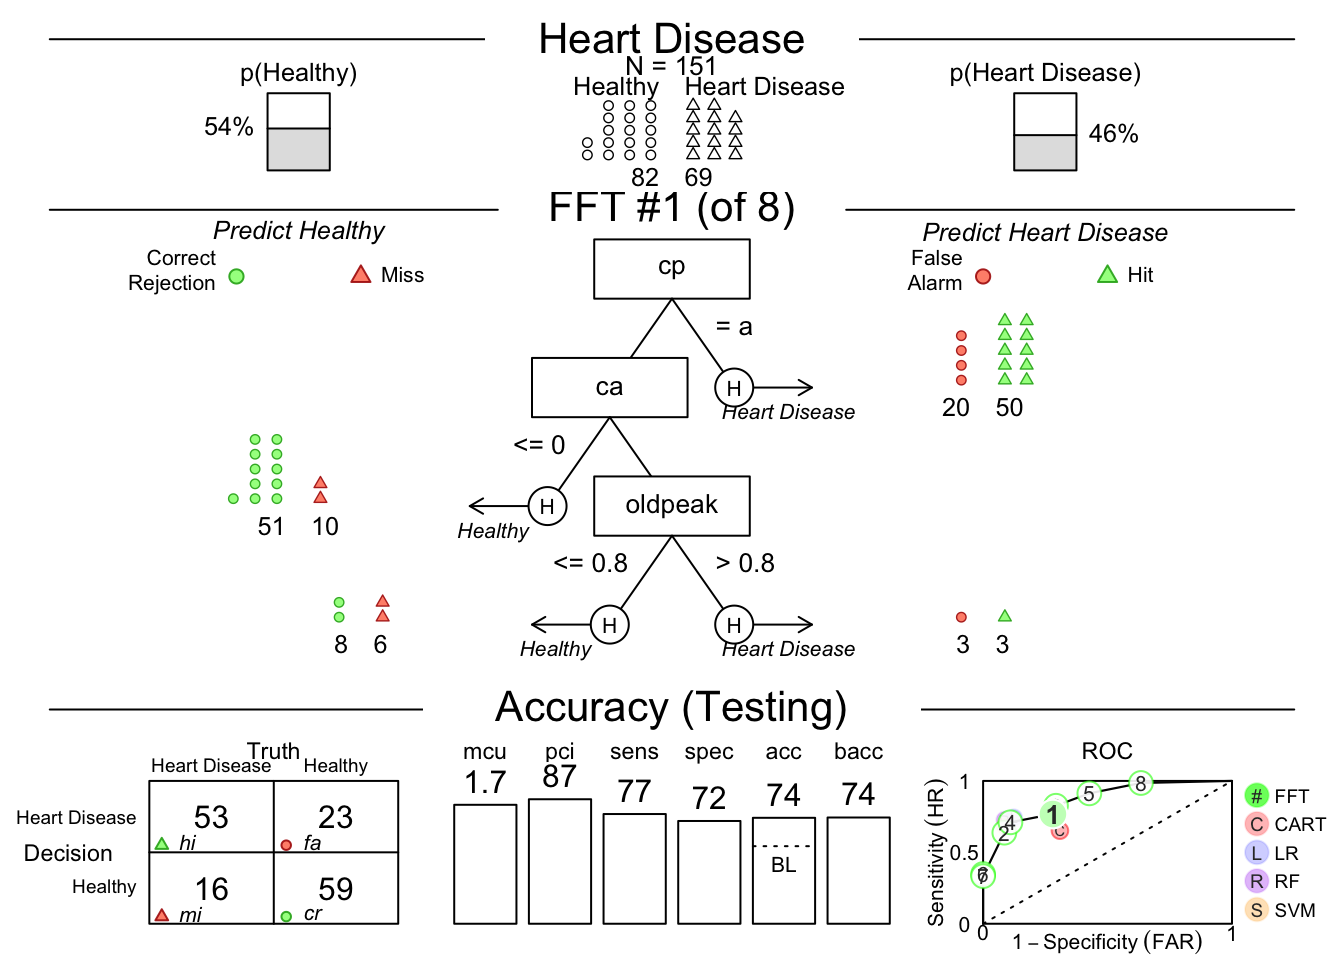 Heart Disease
N = 151
p(Healthy)
Healthy
Heart Disease
p(Heart Disease)
54%
46%
82
69
FFT #1 (of 8)
Predict Healthy
Predict Heart Disease
Correct
Rejection
Miss
False
Alarm
Hit
cp
= a
ca
H
Heart Disease
20
50
<= 0
oldpeak
H
Healthy
51
10
<= 0.8
> 0.8
H
H
Healthy
Heart Disease
8
6
3
3
Accuracy (Testing)
Truth
Heart Disease
Healthy
Heart Disease
53
hi
23
fa
Decision
Healthy
16
mi
59
cr
mcu
pci
sens
spec
acc
bacc
1.7
87
77
72
74
74
BL
ROC
Sensitivity (HR)
1
0.5
0
0
1
1 – Specificity (FAR)
6
2
4
1
5
8
C
# FFT
C CART
L LR
R RF
S SVM